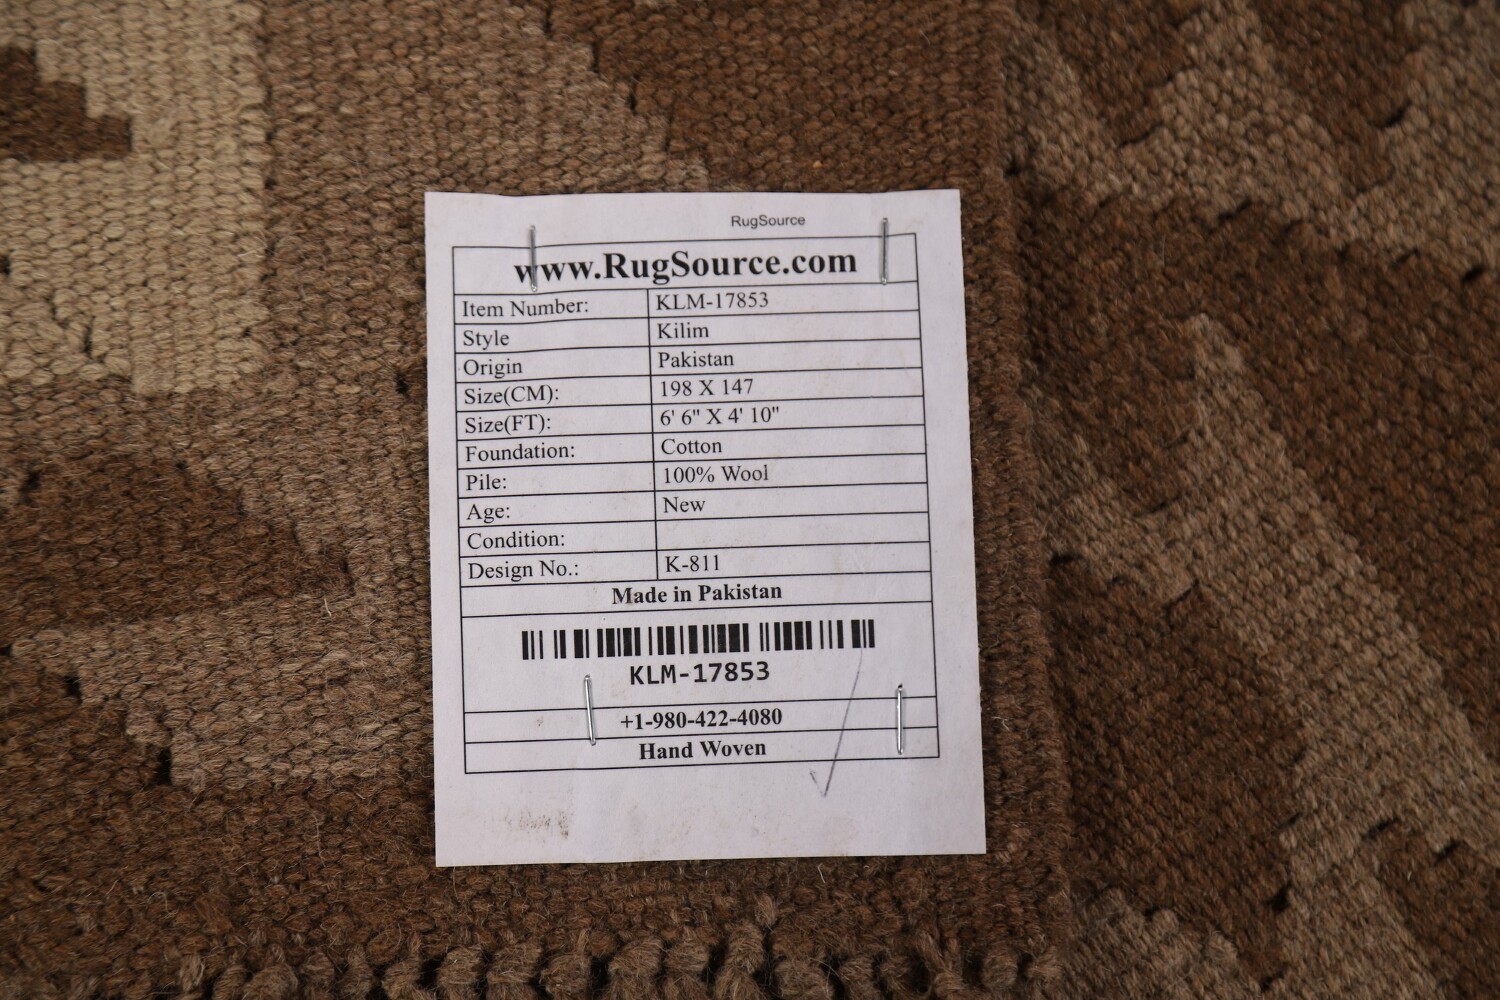 RugSource
www.RugSource.com
Item Number: KLM-17853
Style Kilim
Origin Pakistan
Size(CM): 198 X 147
Size(FT): 6' 6" X 4' 10"
Foundation: Cotton
Pile: 100% Wool
Age: New
Condition:
Design No.: K-811
Made in Pakistan
KLM-17853
+1-980-422-4080
Hand Woven